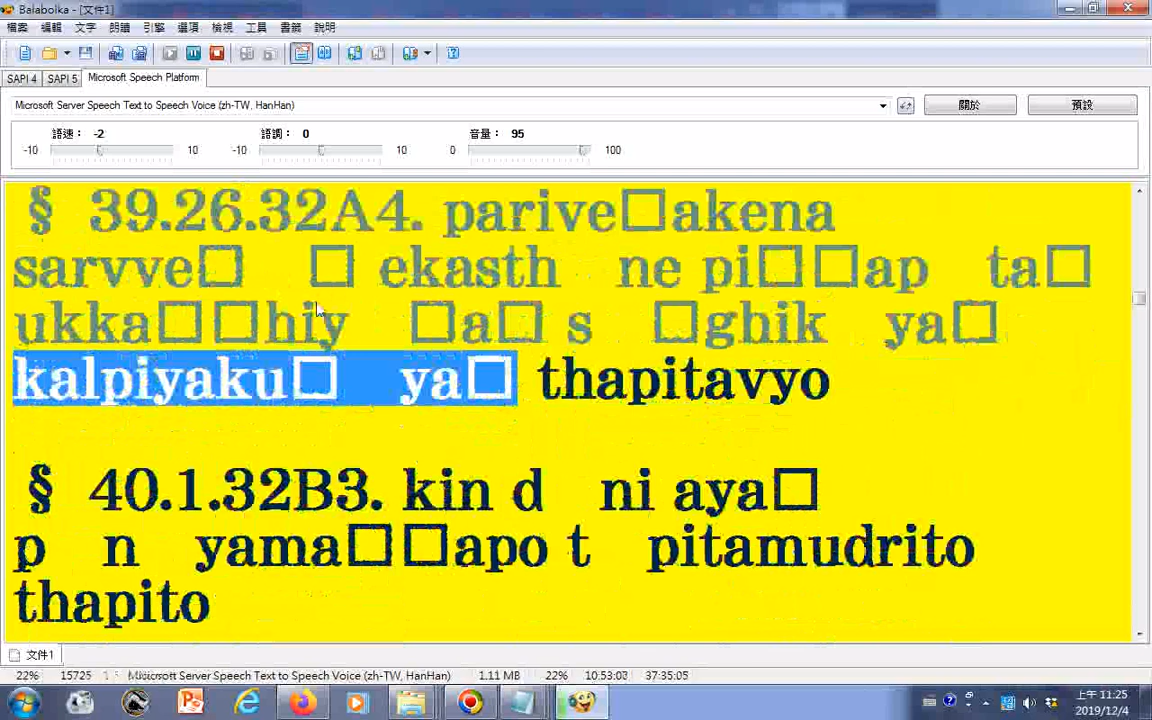 Balabolka - [文件1]
檔案 編輯 文字 朗讀 引擎 選項 檢視 工具 書籤 說明
SAPI 4 SAPI 5 Microsoft Speech Platform
Microsoft Server Speech Text to Speech Voice (zh-TW, HanHan) 關於 預設
語速： -2 語調： 0 音量： 95
-10 10 -10 10 0 100
§ 39.26.32A4. parive□akena
sarvve□ □ ekasth ne pi□□ap ta□
ukka□□hiy □a□ s □ghik ya□
kalpiyaku□ ya□ thapitavyo
§ 40.1.32B3. kin d ni aya□
p n yama□□apo t pitamudrito
thapito
文件1
22% 15725 Microsoft Server Speech Text to Speech Voice (zh-TW, HanHan) 1.11 MB 22% 10:53:03 37:35:05
上午 11:25
2019/12/4